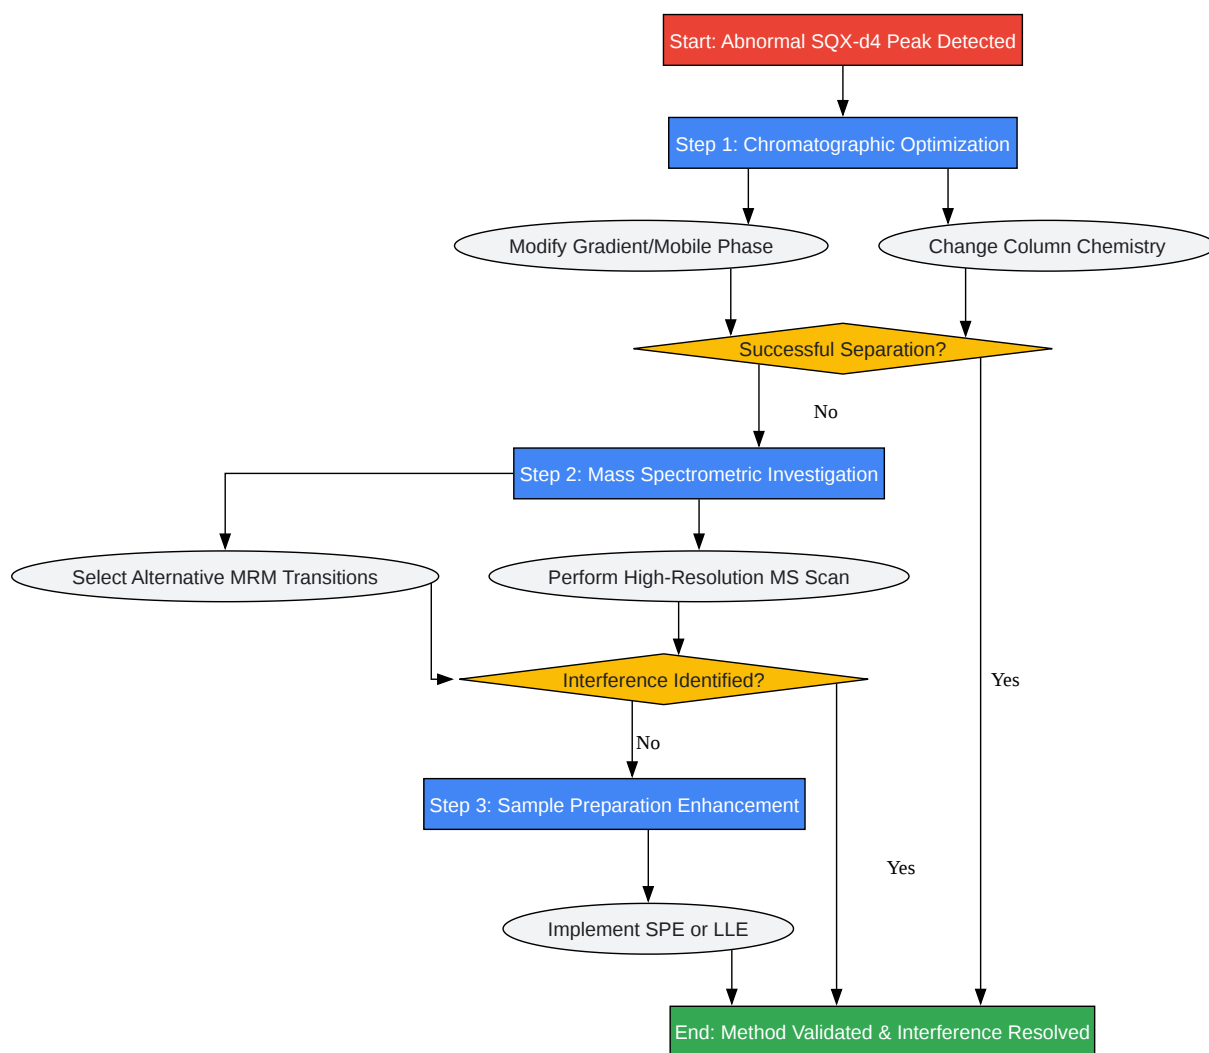 Start: Abnormal SQX-d4 Peak Detected
Step 1: Chromatographic Optimization
Modify Gradient/Mobile Phase
Change Column Chemistry
Successful Separation?
No
Step 2: Mass Spectrometric Investigation
Select Alternative MRM Transitions
Perform High-Resolution MS Scan
Interference Identified?
Yes
No
Step 3: Sample Preparation Enhancement
Yes
Implement SPE or LLE
End: Method Validated & Interference Resolved